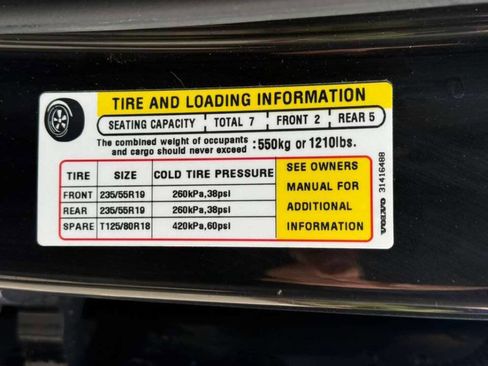 TIRE AND LOADING INFORMATION
SEATING CAPACITY TOTAL 7 FRONT 2 REAR 5
The combined weight of occupants and cargo should never exceed : 550kg or 1210lbs.
TIRE SIZE COLD TIRE PRESSURE
FRONT 235/55R19 260kPa,38psi
REAR 235/55R19 260kPa,38psi
SPARE T125/80R18 420kPa,60psi
SEE OWNERS
MANUAL FOR
ADDITIONAL
INFORMATION
VOLVO 31416488